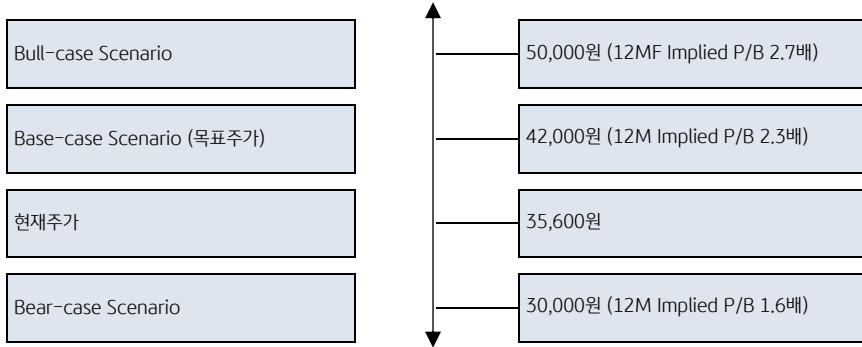 Bull-case Scenario
50,000원 (12MF Implied P/B 2.7배)
Base-case Scenario (목표주가)
42,000원 (12M Implied P/B 2.3배)
현재주가
35,600원
Bear-case Scenario
30,000원 (12M Implied P/B 1.6배)